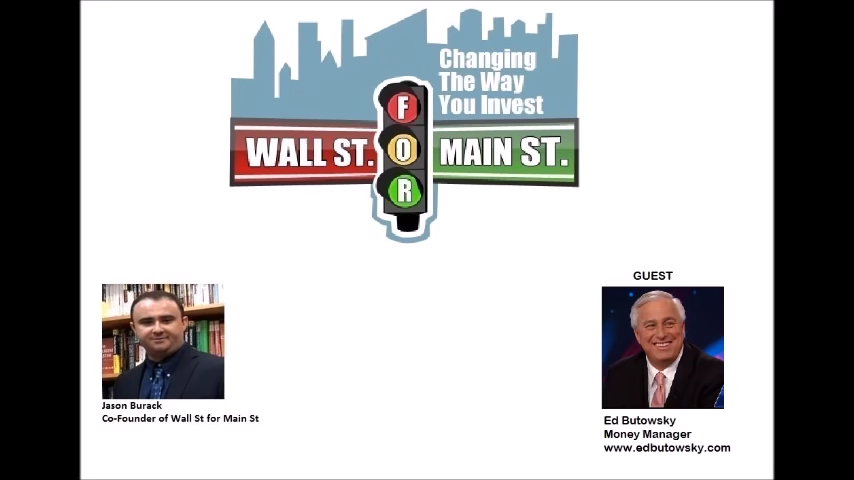 Changing
The Way
You Invest
WALL ST. FOR MAIN ST.
GUEST
Jason Burack
Co-Founder of Wall St for Main St
Ed Butowsky
Money Manager
www.edbutowsky.com